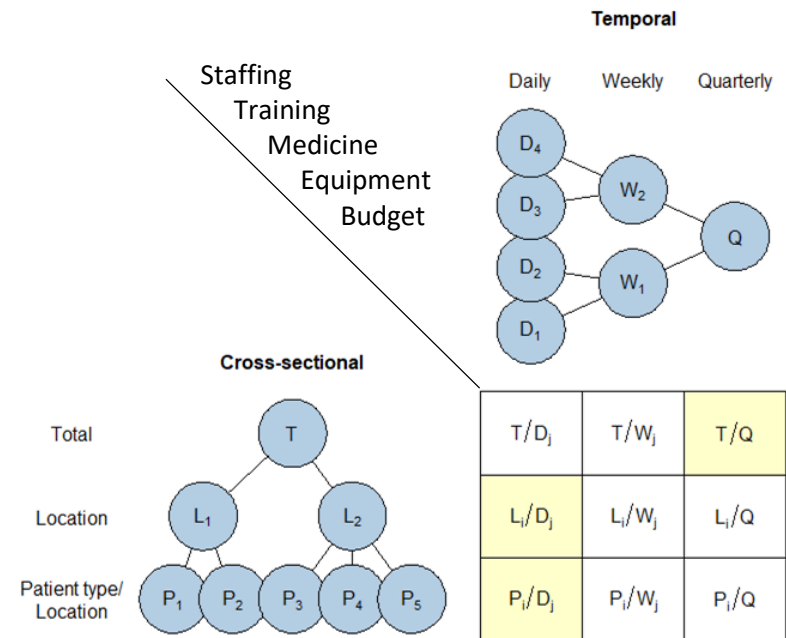 Temporal
Staffing
Training
Medicine
Equipment
Budget
Daily Weekly Quarterly
D₄
D₃
D₂
D₁
W₂
W₁
Q
Cross-sectional
Total
T
Location
L₁ L₂
Patient type/
Location
P₁ P₂ P₃ P₄ P₅
T/Dⱼ T/Wⱼ T/Q
Lᵢ/Dⱼ Lᵢ/Wⱼ Lᵢ/Q
Pᵢ/Dⱼ Pᵢ/Wⱼ Pᵢ/Q